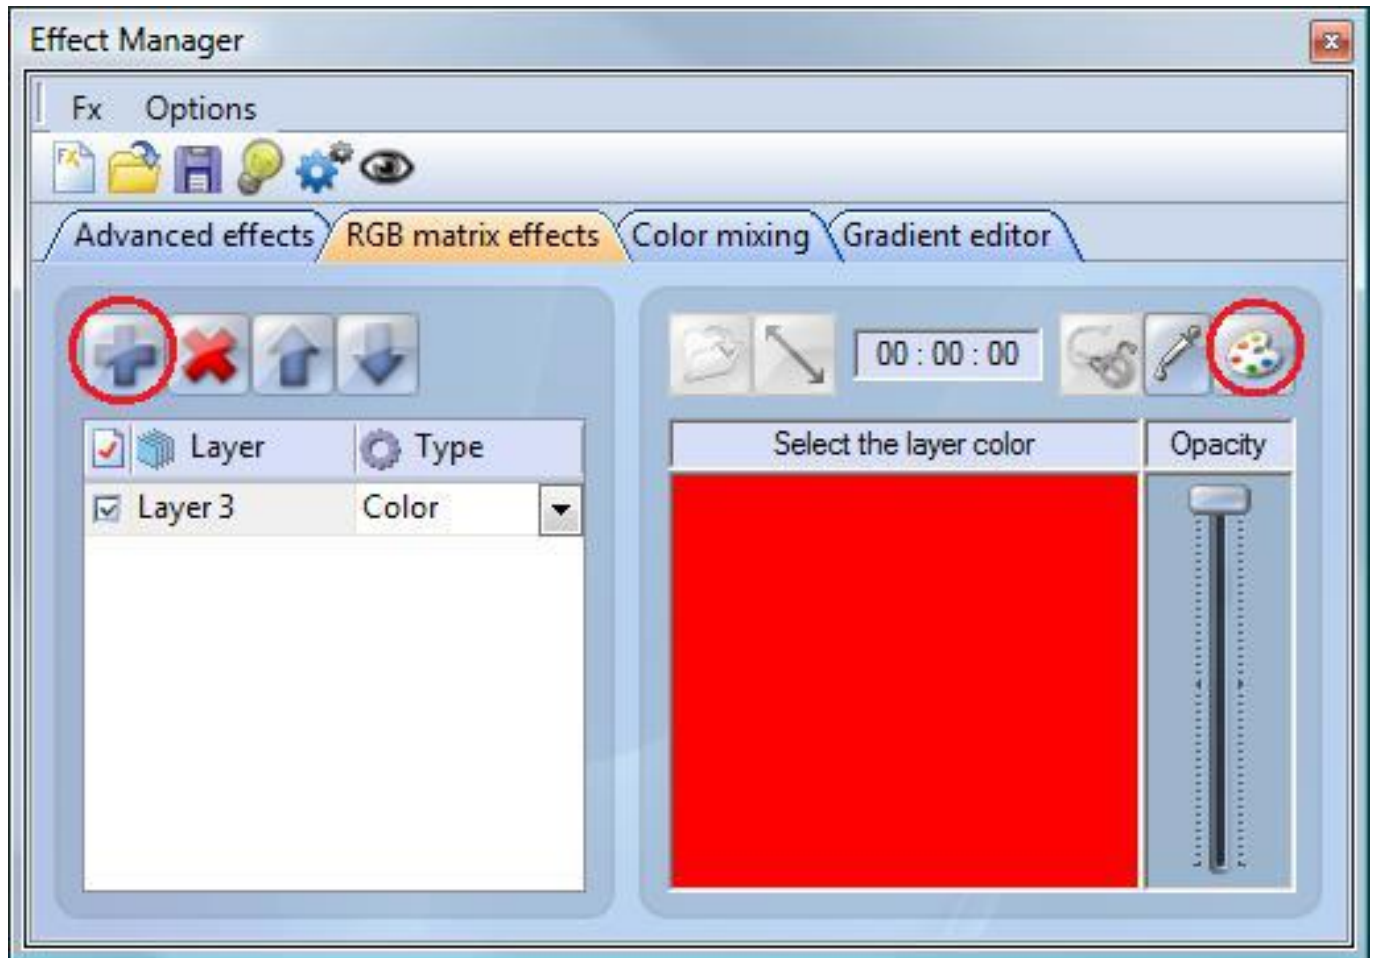 Effect Manager
Fx Options
FX
Advanced effects RGB matrix effects Color mixing Gradient editor
00 : 00 : 00
Layer Type Select the layer color Opacity
Layer 3 Color